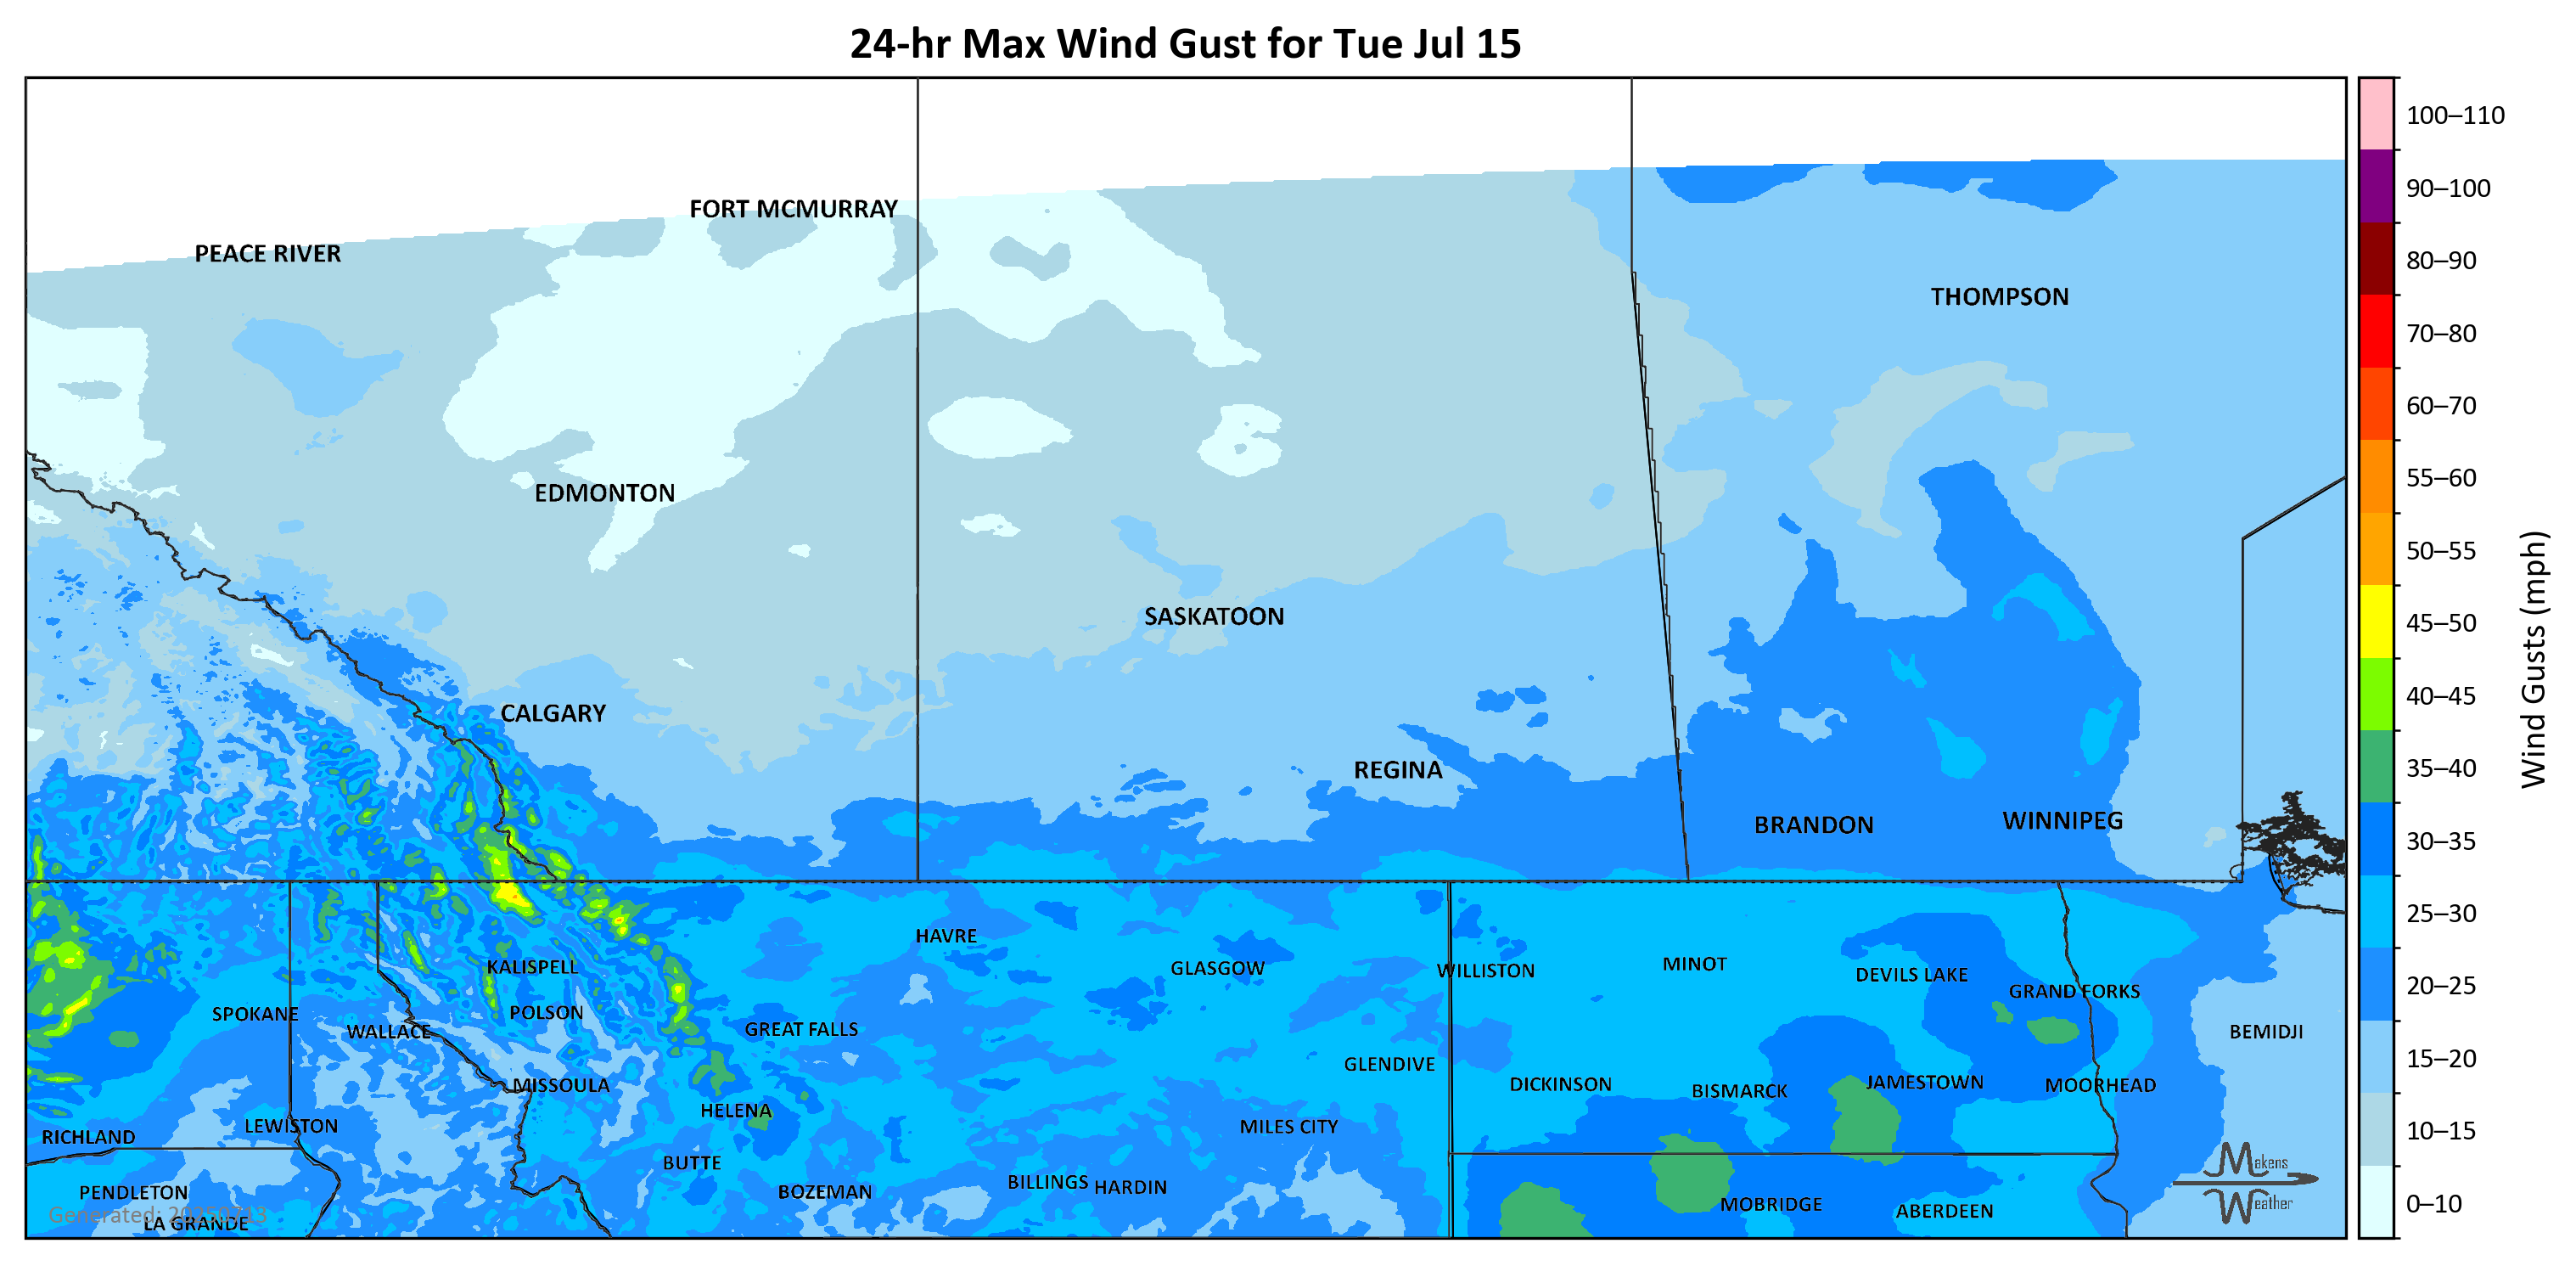 24-hr Max Wind Gust for Tue Jul 15
100–110
90–100
80–90
70–80
60–70
55–60
50–55
45–50
40–45
35–40
30–35
25–30
20–25
15–20
10–15
0–10
Wind Gusts (mph)
FORT MCMURRAY
PEACE RIVER
THOMPSON
EDMONTON
SASKATOON
CALGARY
REGINA
BRANDON
WINNIPEG
HAVRE
KALISPELL
GLASGOW
WILLISTON
MINOT
DEVILS LAKE
GRAND FORKS
SPOKANE
POLSON
WALLACE
GREAT FALLS
BEMIDJI
GLENDIVE
MISSOULA
DICKINSON
BISMARCK
JAMESTOWN
MOORHEAD
HELENA
LEWISTON
MILES CITY
RICHLAND
BUTTE
BOZEMAN
BILLINGS
HARDIN
PENDLETON
MOBRIDGE
ABERDEEN
LA GRANDE
Generated: 20250713
Makens
Weather